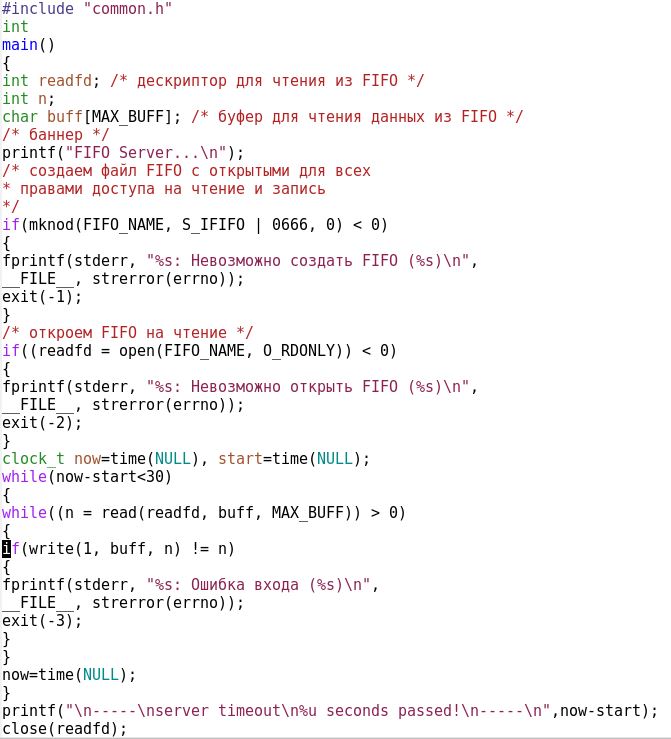 #include "common.h"
int
main()
{
int readfd; /* дескриптор для чтения из FIFO */
int n;
char buff[MAX_BUFF]; /* буфер для чтения данных из FIFO */
/* баннер */
printf("FIFO Server...\n");
/* создаем файл FIFO с открытыми для всех
* правами доступа на чтение и запись
*/
if(mknod(FIFO_NAME, S_IFIFO | 0666, 0) < 0)
{
fprintf(stderr, "%s: Невозможно создать FIFO (%s)\n",
__FILE__, strerror(errno));
exit(-1);
}
/* откроем FIFO на чтение */
if((readfd = open(FIFO_NAME, O_RDONLY)) < 0)
{
fprintf(stderr, "%s: Невозможно открыть FIFO (%s)\n",
__FILE__, strerror(errno));
exit(-2);
}
clock_t now=time(NULL), start=time(NULL);
while(now-start<30)
{
while((n = read(readfd, buff, MAX_BUFF)) > 0)
{
if(write(1, buff, n) != n)
{
fprintf(stderr, "%s: Ошибка входа (%s)\n",
__FILE__, strerror(errno));
exit(-3);
}
}
now=time(NULL);
}
printf("\n-----\nserver timeout\n%u seconds passed!\n-----\n",now-start);
close(readfd);